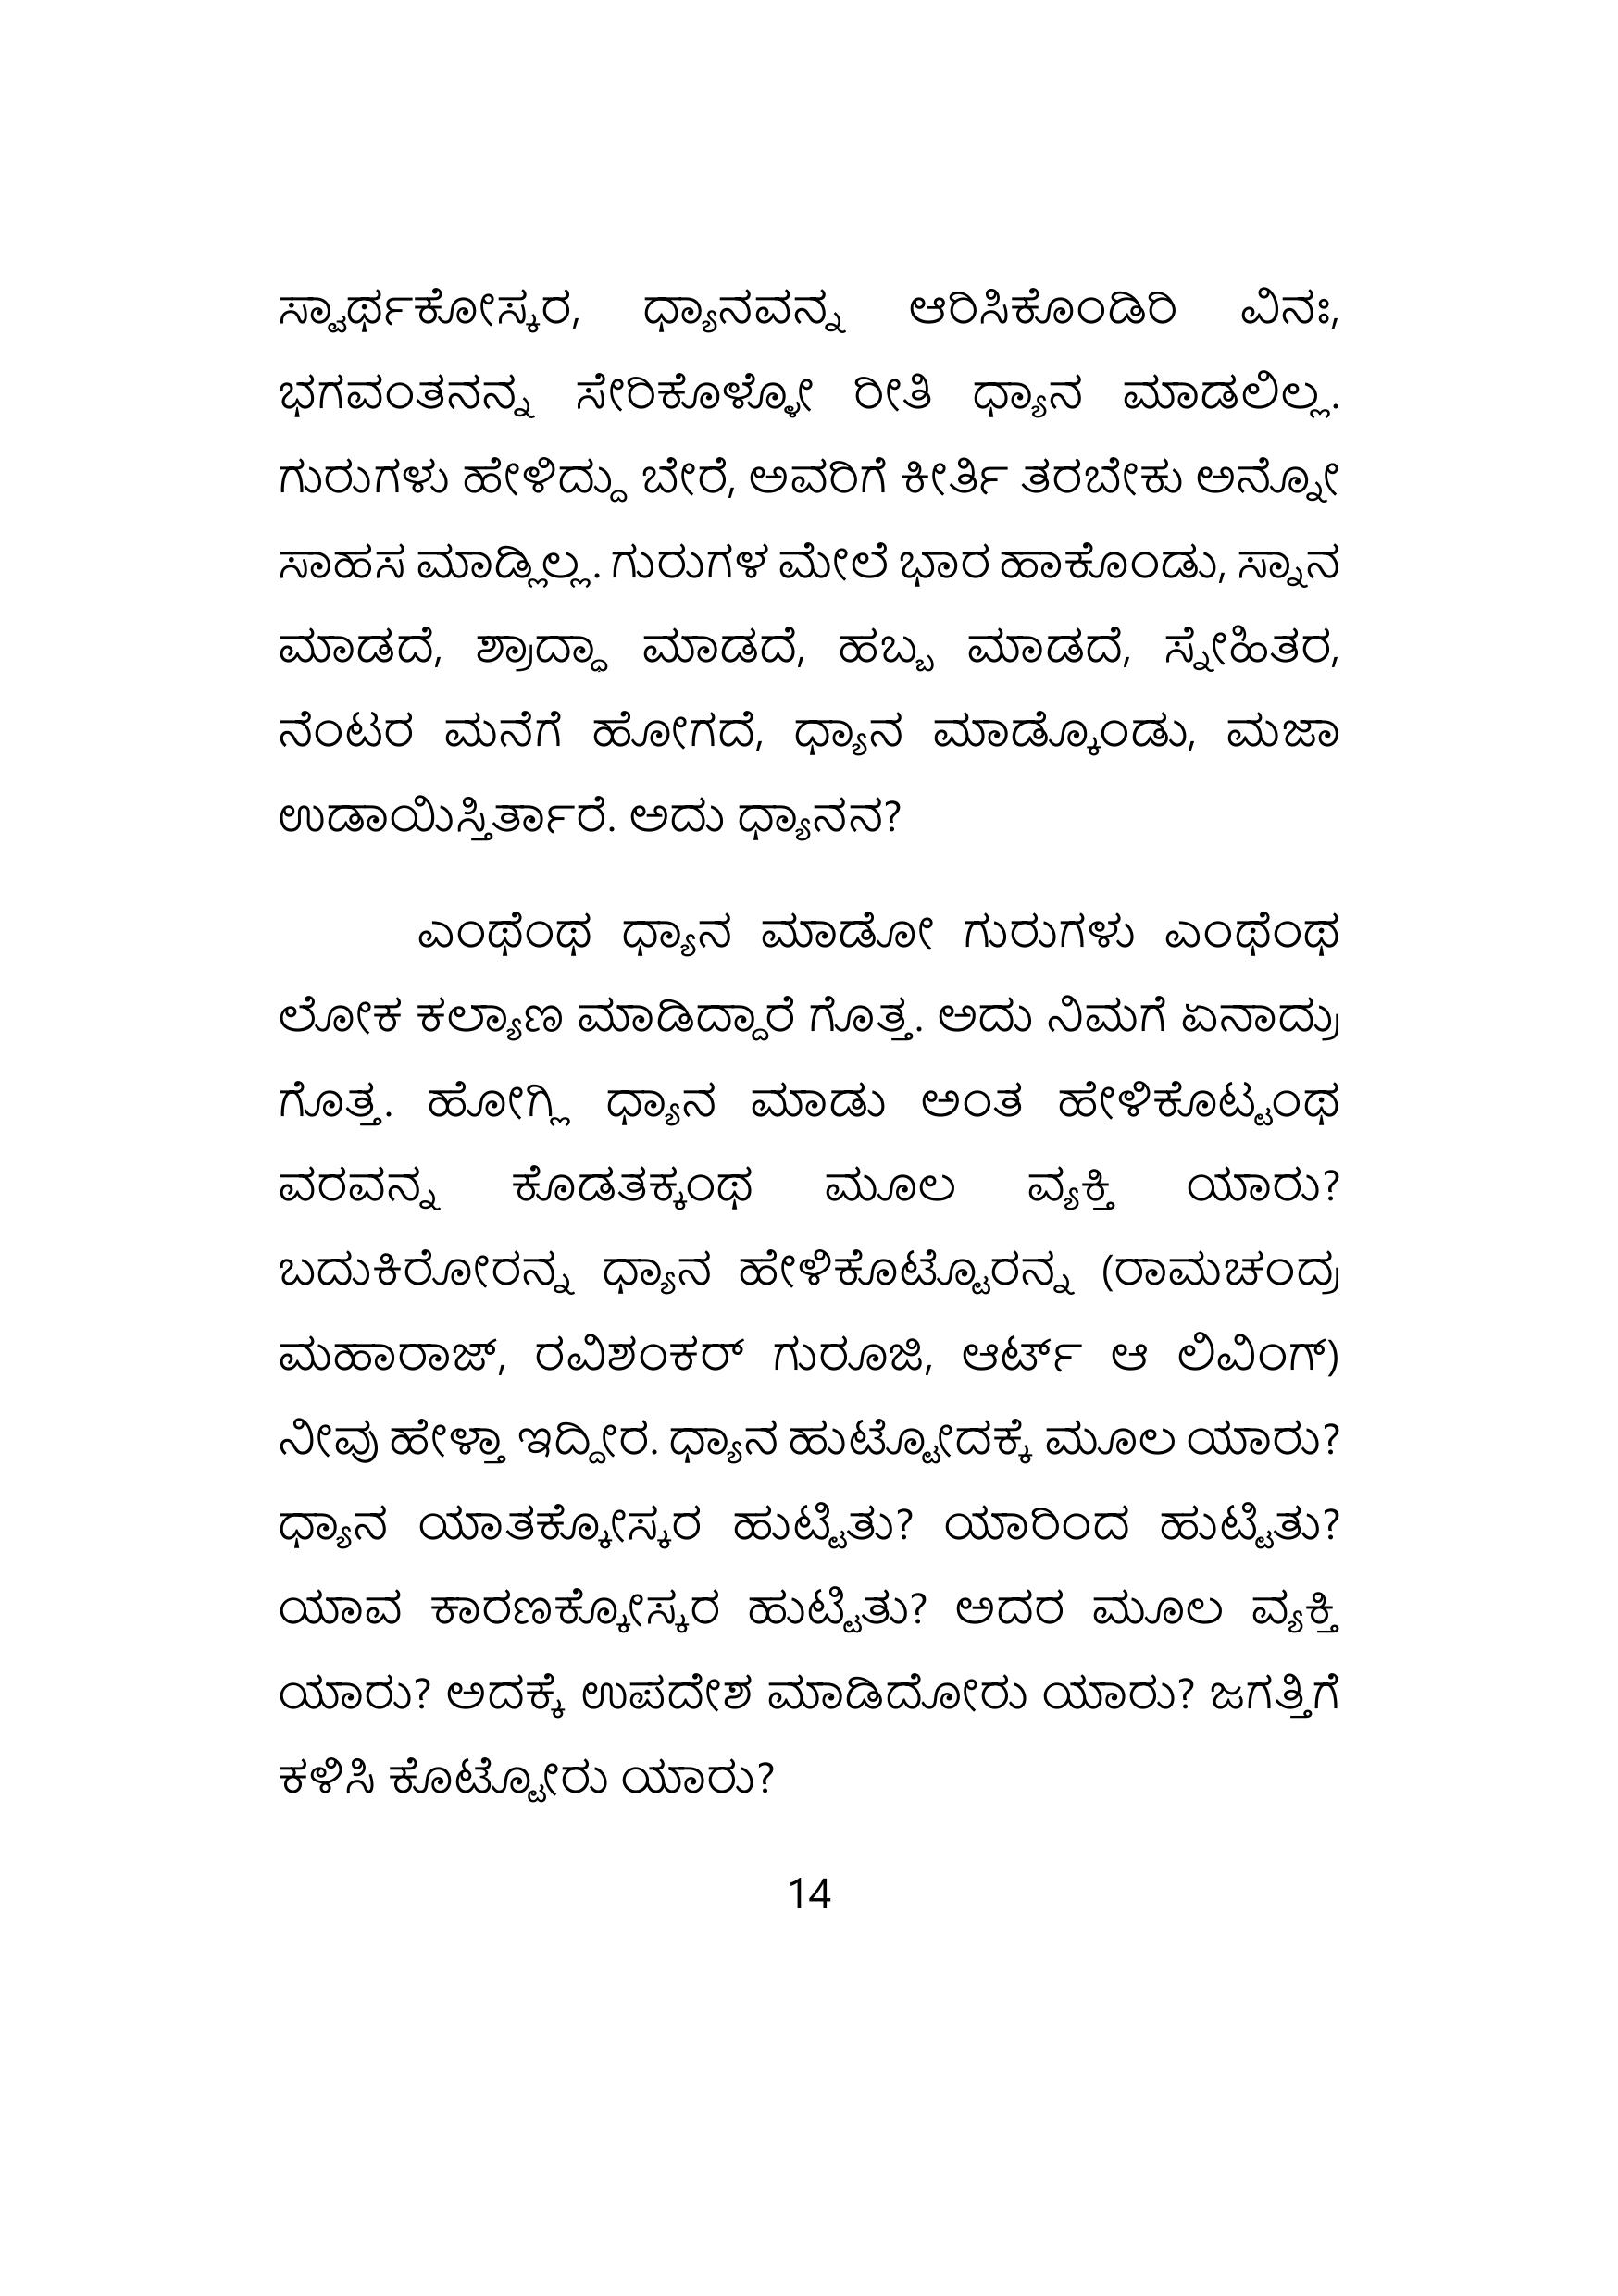 ಸ್ವಾರ್ಥಕೋಸ್ಕರ, ಧ್ಯಾನವನ್ನ ಆರಿಸಿಕೊಂಡಿರಿ ವಿನಃ,
ಭಗವಂತನನ್ನ ಸೇರಿಕೊಳ್ಳೋ ರೀತಿ ಧ್ಯಾನ ಮಾಡಲಿಲ್ಲ.
ಗುರುಗಳು ಹೇಳಿದ್ದು ಬೇರೆ, ಅವರಿಗೆ ಕೀರ್ತಿ ತರಬೇಕು ಅನ್ನೋ
ಸಾಹಸ ಮಾಡ್ಲಿಲ್ಲ. ಗುರುಗಳ ಮೇಲೆ ಭಾರ ಹಾಕೊಂಡು, ಸ್ನಾನ
ಮಾಡದೆ, ಶ್ರಾದ್ಧಾ ಮಾಡದೆ, ಹಬ್ಬ ಮಾಡದೆ, ಸ್ನೇಹಿತರ,
ನೆಂಟರ ಮನೆಗೆ ಹೋಗದೆ, ಧ್ಯಾನ ಮಾಡ್ಕೊಂಡು, ಮಜಾ
ಉಡಾಯಿಸ್ತಿರ್ತಾರೆ. ಅದು ಧ್ಯಾನನ?
ಎಂಥೆಂಥ ಧ್ಯಾನ ಮಾಡೋ ಗುರುಗಳು ಎಂಥೆಂಥ
ಲೋಕ ಕಲ್ಯಾಣ ಮಾಡಿದ್ದಾರೆ ಗೊತ್ತ. ಅದು ನಿಮಗೆ ಏನಾದ್ರು
ಗೊತ್ತ. ಹೋಗ್ಲಿ ಧ್ಯಾನ ಮಾಡು ಅಂತ ಹೇಳಿಕೊಟ್ಟಂಥ
ವರವನ್ನ ಕೊಡತಕ್ಕಂಥ ಮೂಲ ವ್ಯಕ್ತಿ ಯಾರು?
ಬದುಕಿರೋರನ್ನ ಧ್ಯಾನ ಹೇಳಿಕೊಟ್ಟೊರನ್ನ (ರಾಮಚಂದ್ರ
ಮಹಾರಾಜ್, ರವಿಶಂಕರ್ ಗುರೂಜಿ, ಆರ್ಟ್ ಆ ಲಿವಿಂಗ್)
ನೀವು ಹೇಳ್ತಾ ಇದ್ದೀರ. ಧ್ಯಾನ ಹುಟ್ಟೋದಕ್ಕೆ ಮೂಲ ಯಾರು?
ಧ್ಯಾನ ಯಾತಕ್ಕೋಸ್ಕರ ಹುಟ್ಟಿತು? ಯಾರಿಂದ ಹುಟ್ಟಿತು?
ಯಾವ ಕಾರಣಕ್ಕೋಸ್ಕರ ಹುಟ್ಟಿತು? ಅದರ ಮೂಲ ವ್ಯಕ್ತಿ
ಯಾರು? ಅದಕ್ಕೆ ಉಪದೇಶ ಮಾಡಿದೋರು ಯಾರು? ಜಗತ್ತಿಗೆ
ಕಳಿಸಿ ಕೊಟ್ಟೋರು ಯಾರು?
14